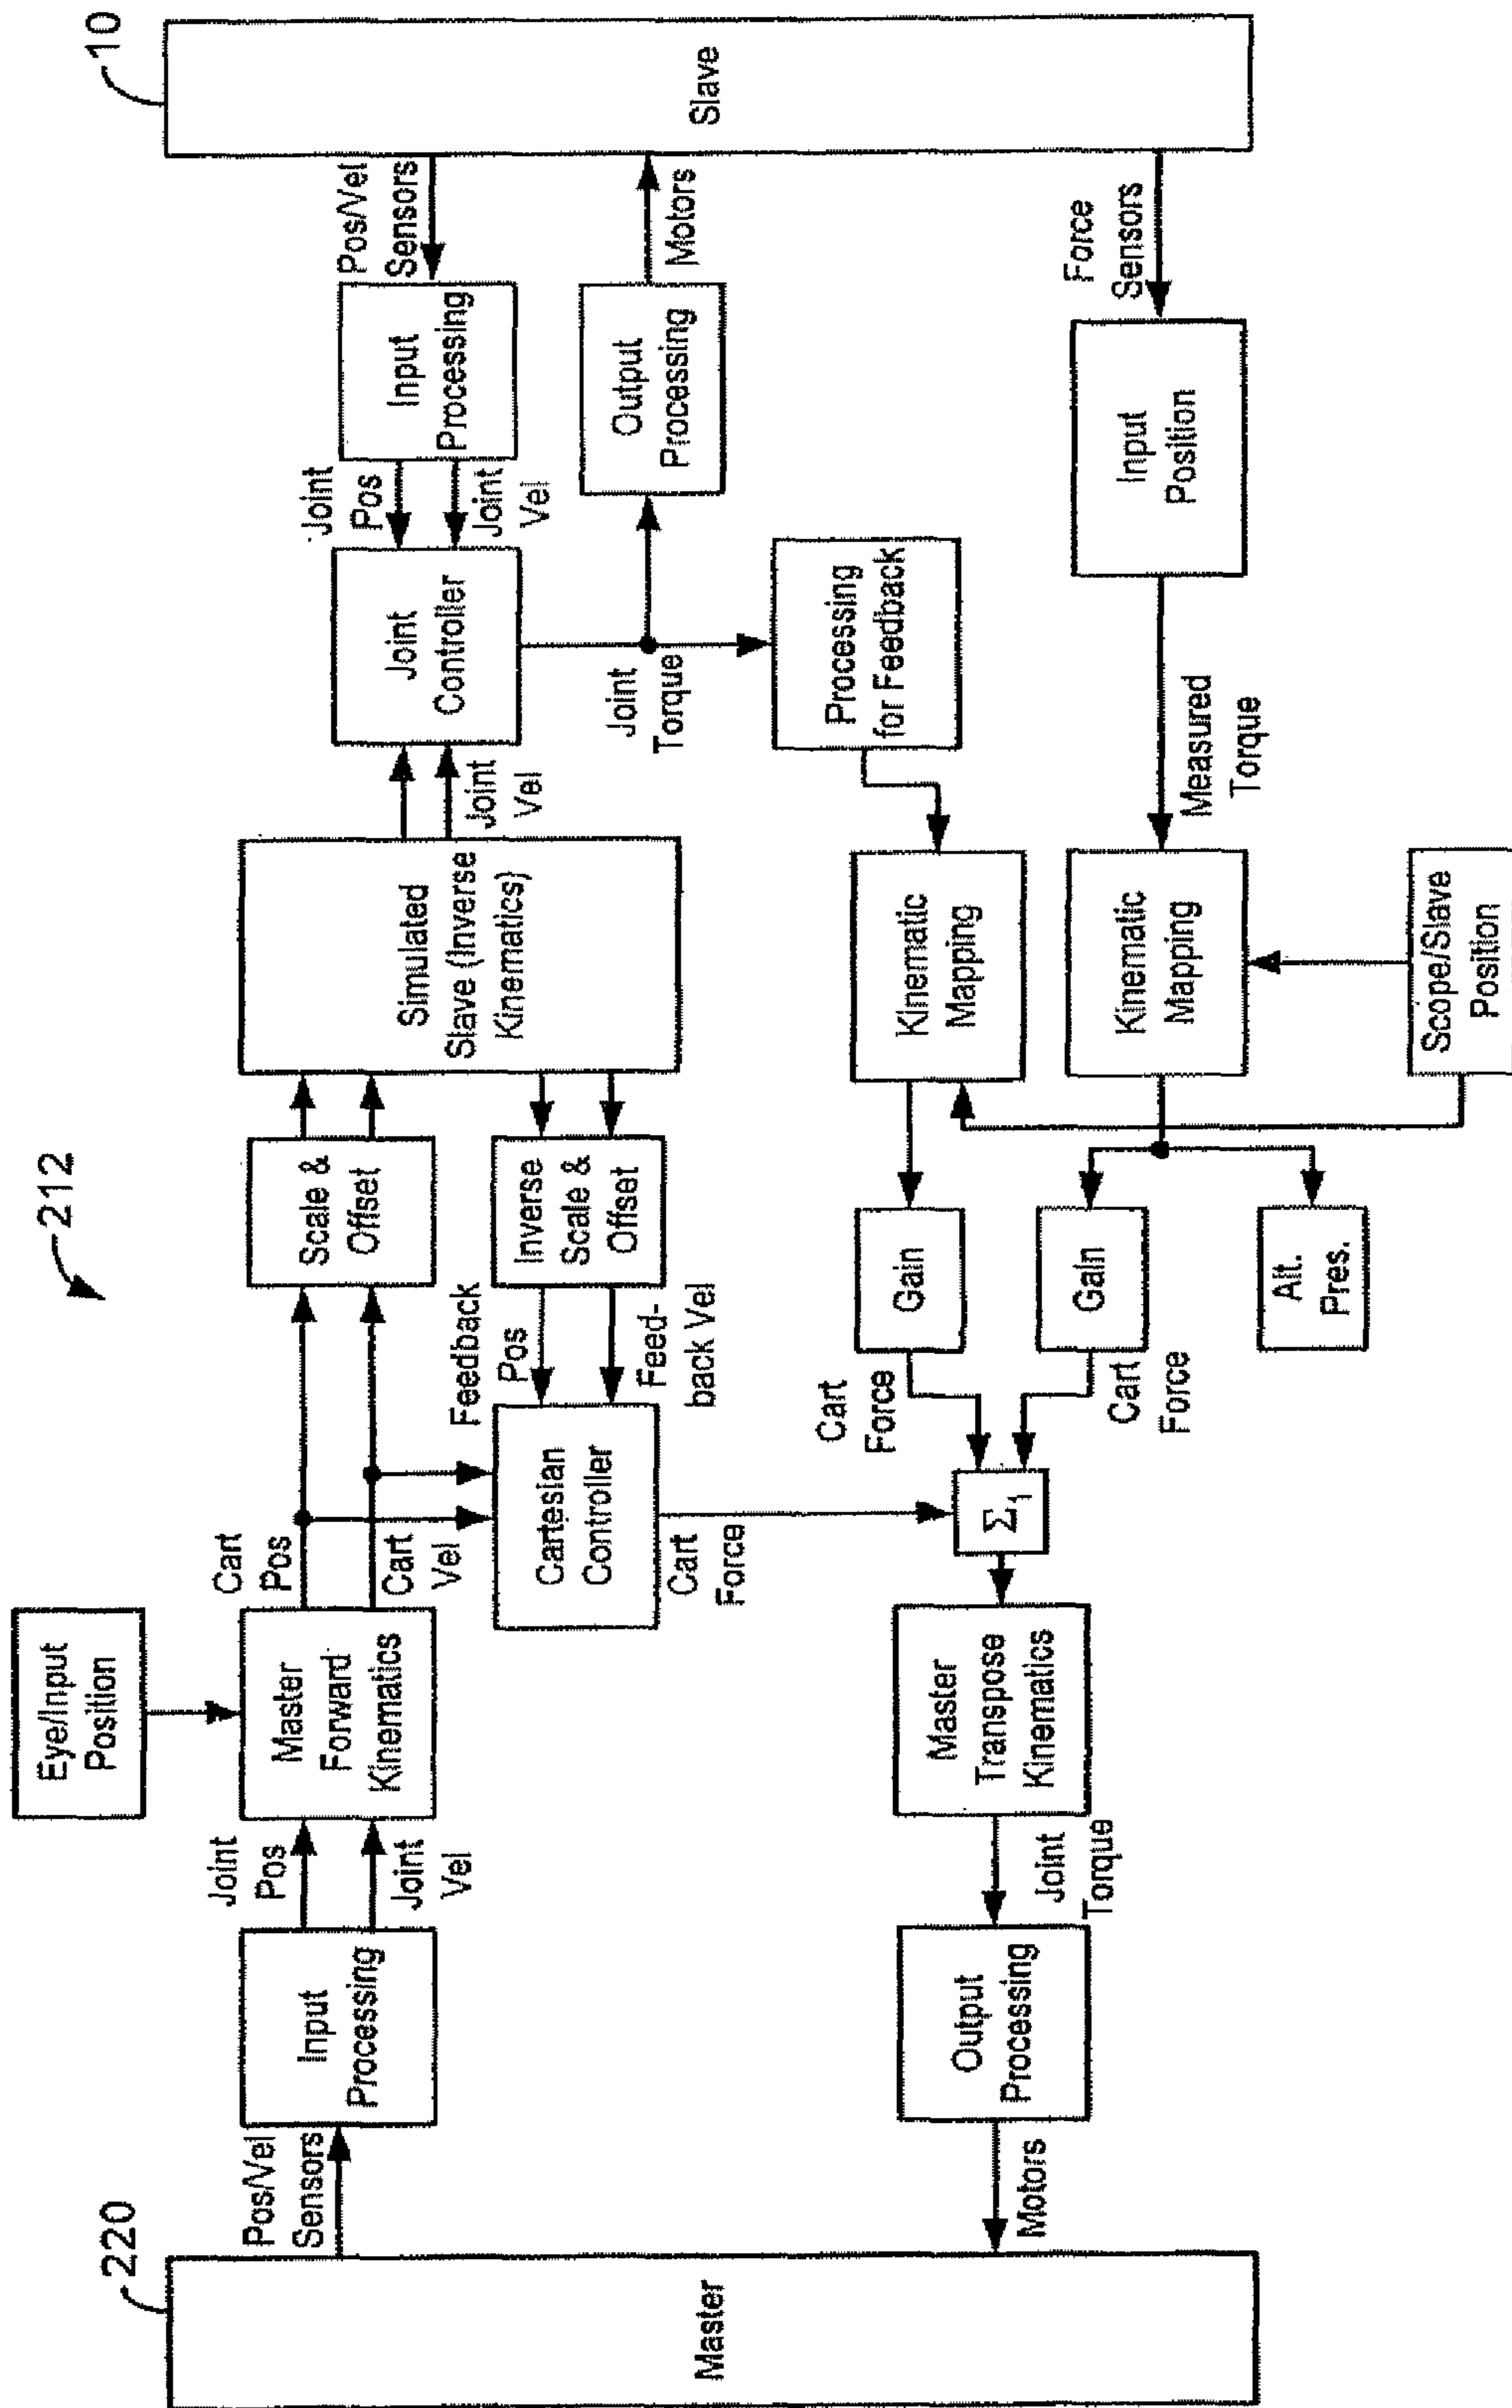 212
220
10
Master
Pos/Vel
Sensors
Input
Processing
Joint
Pos
Joint
Vel
Eye/Input
Position
Master
Forward
Kinematics
Cart
Pos
Cart
Vel
Scale &
Offset
Simulated
Slave (Inverse
Kinematics)
Joint
Vel
Joint
Controller
Joint
Pos
Joint
Vel
Input
Processing
Pos/Vel
Sensors
Slave
Cartesian
Controller
Feedback
Pos
Feed-
back Vel
Inverse
Scale &
Offset
Cart
Force
Joint
Torque
Output
Processing
Motors
Processing
for Feedback
Kinematic
Mapping
Gain
Cart
Force
Force
Sensors
Input
Position
Measured
Torque
Kinematic
Mapping
Scope/Slave
Position
Gain
Cart
Force
Alt.
Pres.
Σ1
Master
Transpose
Kinematics
Joint
Torque
Output
Processing
Motors